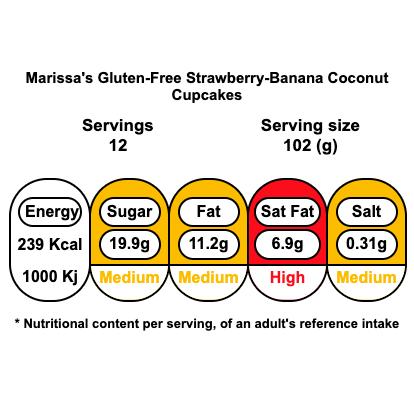 Marissa's Gluten-Free Strawberry-Banana Coconut
Cupcakes
Servings
12
Serving size
102 (g)
Energy
239 Kcal
1000 Kj
Sugar
19.9g
Medium
Fat
11.2g
Medium
Sat Fat
6.9g
High
Salt
0.31g
Medium
* Nutritional content per serving, of an adult's reference intake